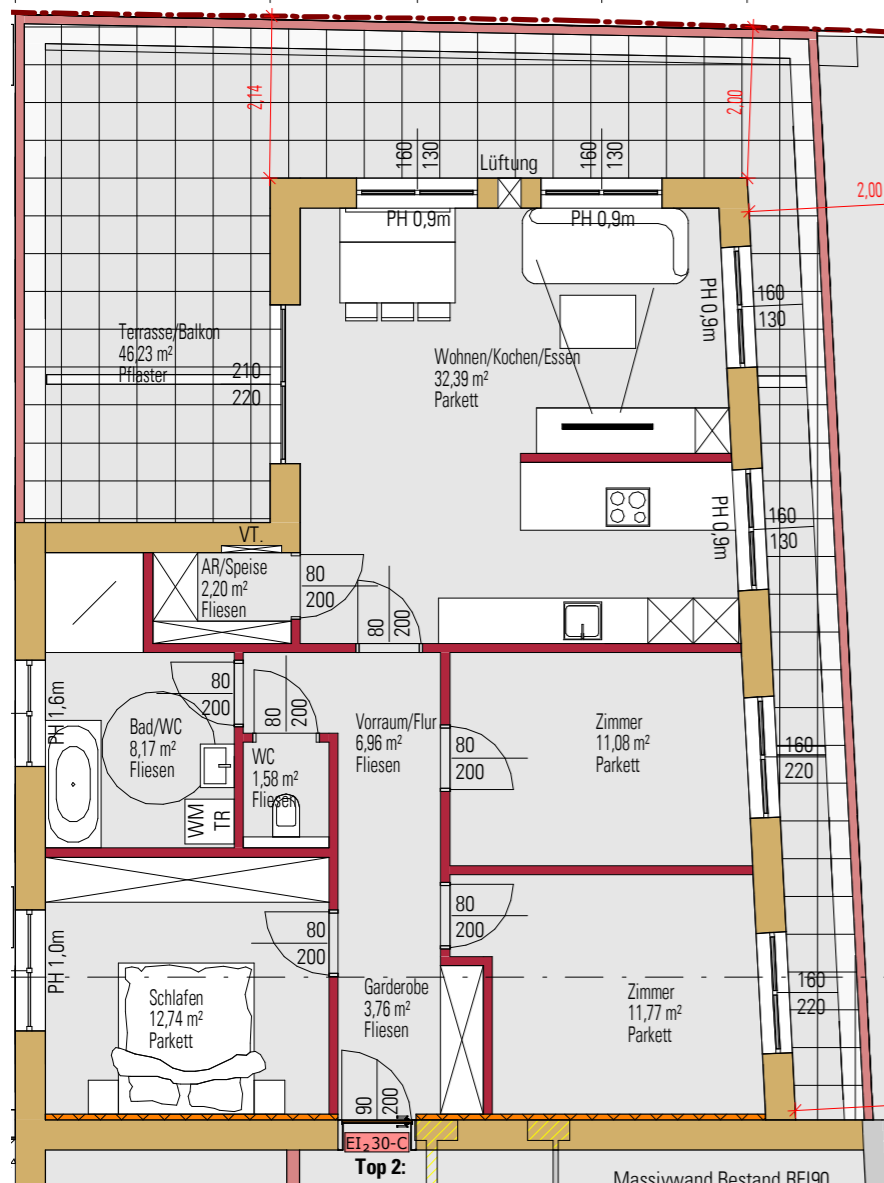 2,14
2,00
160
130
Lüftung
160
130
2,00
PH 0,9m
PH 0,9m
PH 0,9m
160
130
Terrasse/Balkon
46,23 m²
Pflaster
210
220
Wohnen/Kochen/Essen
32,39 m²
Parkett
PH 0,9m
160
130
VT.
AR/Speise
2,20 m²
Fliesen
80
200
80
200
PH 1,6m
80
200
80
200
Bad/WC
8,17 m²
Fliesen
WC
1,58 m²
Fliesen
Vorraum/Flur
6,96 m²
Fliesen
80
200
Zimmer
11,08 m²
Parkett
160
220
WM
TR
80
200
PH 1,0m
80
200
Schlafen
12,74 m²
Parkett
Garderobe
3,76 m²
Fliesen
Zimmer
11,77 m²
Parkett
160
220
90
200
2,00
EI₂30-C
Top 2:
Massivwand Bestand REI90